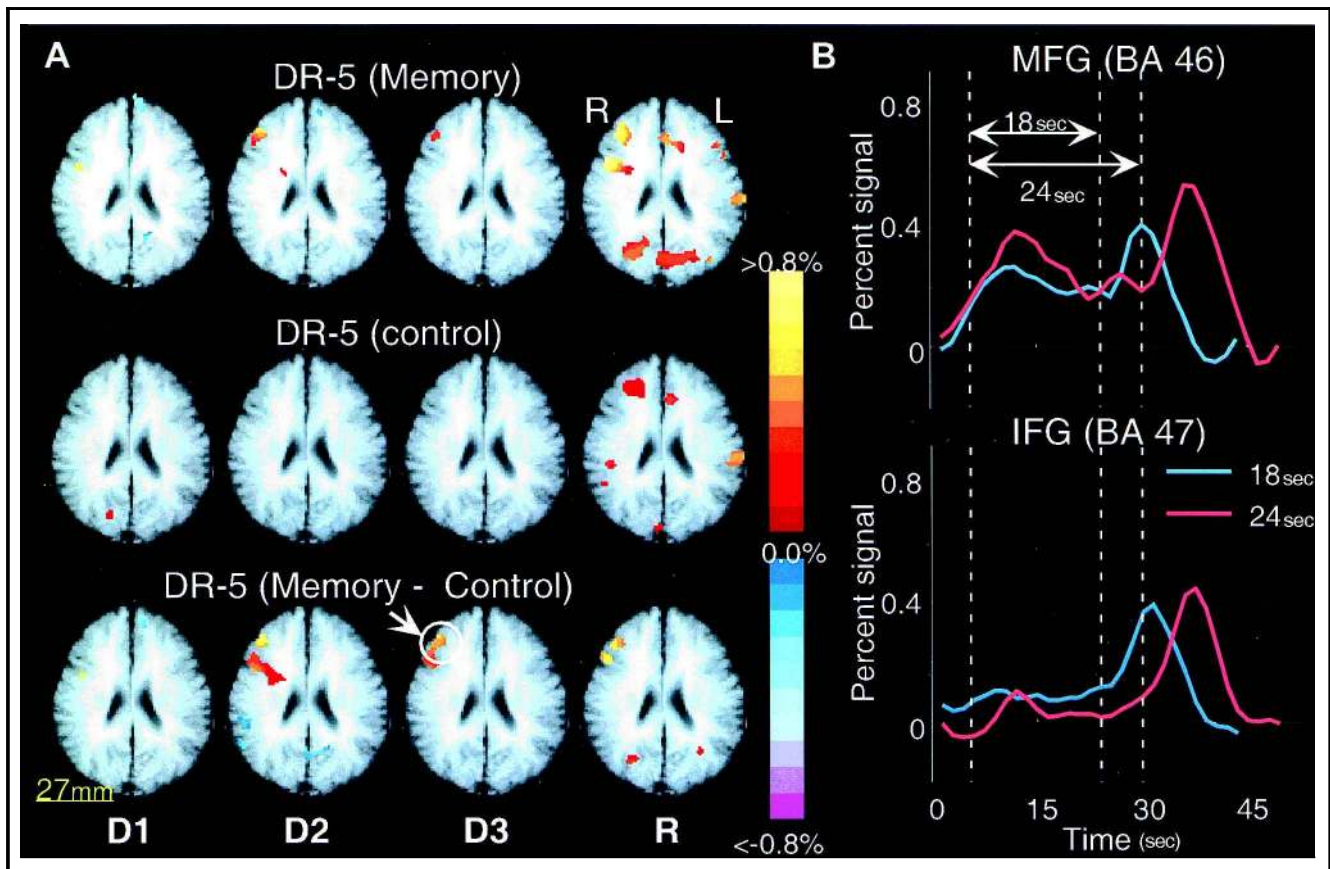 A
DR-5 (Memory)
R
L
>0.8%
DR-5 (control)
0.0%
DR-5 (Memory - Control)
27mm
D1
D2
D3
R
<-0.8%
B
MFG (BA 46)
0.8
18sec
24sec
Percent signal
0.4
0
IFG (BA 47)
18sec
24sec
0.8
Percent signal
0.4
0
0
15
30
45
Time (sec)